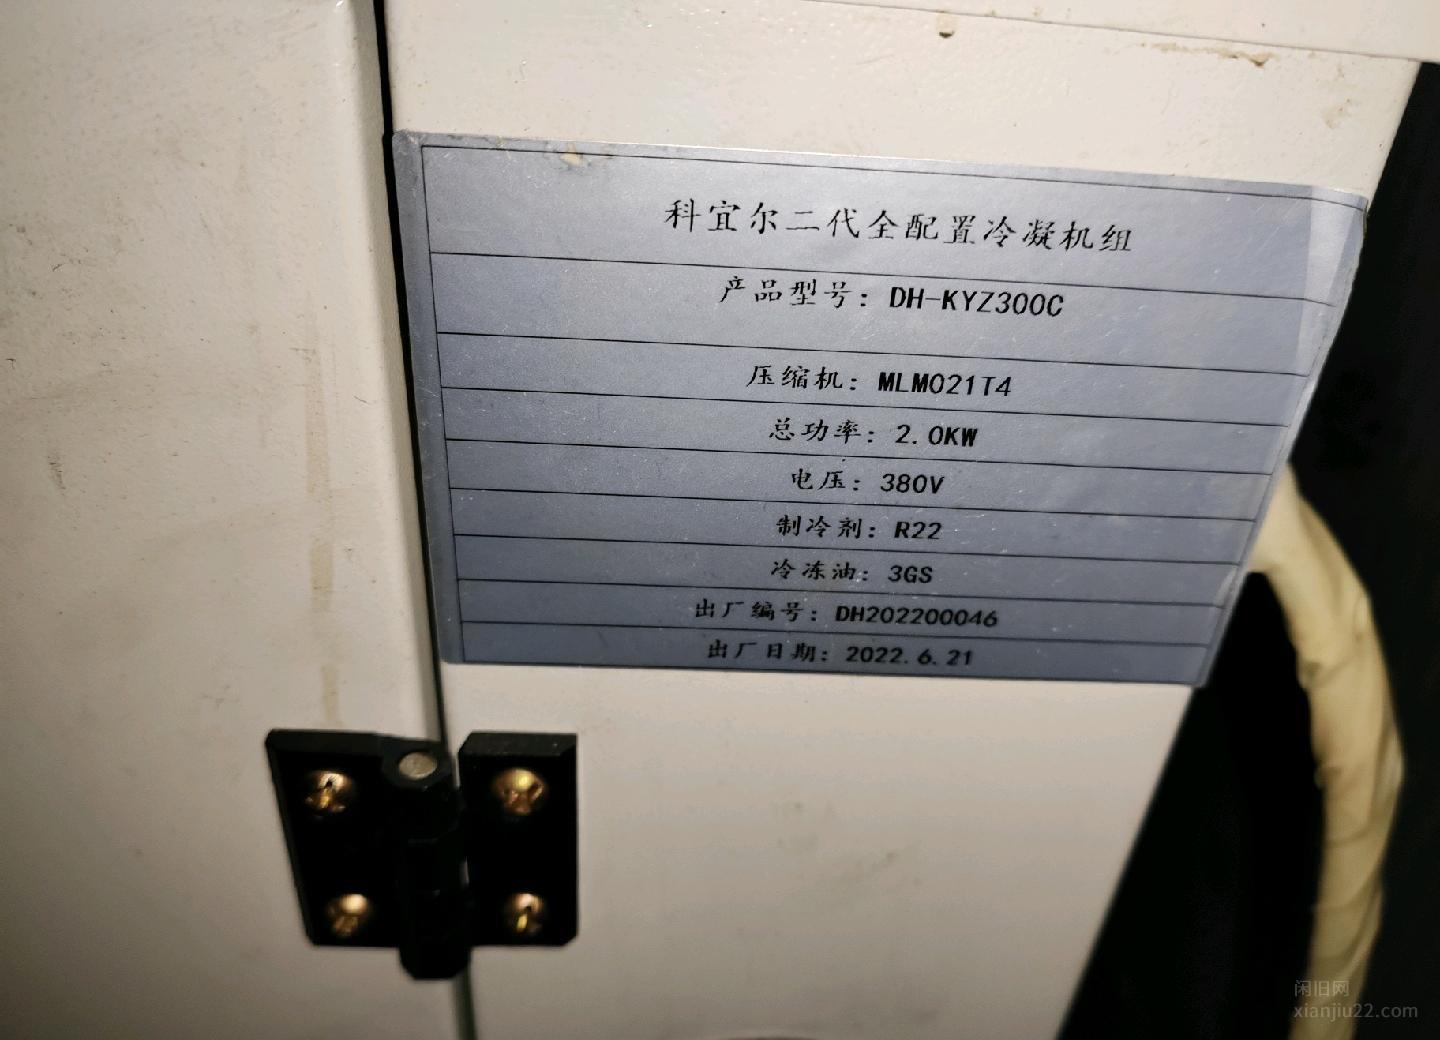 科宜尔二代全配置冷凝机组
产品型号：DH-KYZ300C
压缩机：MLM021T4
总功率：2.0KW
电压：380V
制冷剂：R22
冷冻油：3GS
出厂编号：DH202200046
出厂日期：2022.6.21
闲旧网
xianjiu22.com